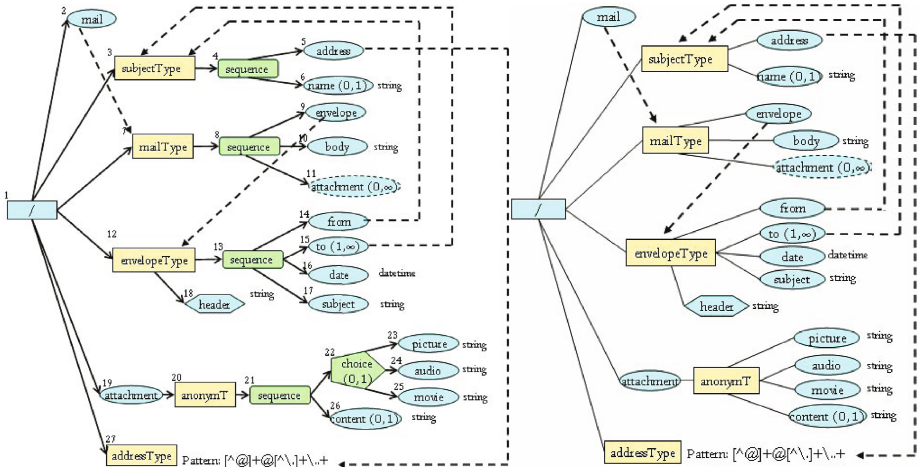 2
mail
3
subjectType
4
sequence
5
address
6
name (0,1)
string
7
mailType
8
sequence
9
envelope
10
body
string
11
attachment (0,∞)
1
/
12
envelopeType
13
sequence
14
from
15
to (1,∞)
16
date
datetime
17
subject
string
18
header
string
19
attachment
20
anonymT
21
sequence
22
choice
(0,1)
23
picture
string
24
audio
string
25
movie
string
26
content (0,1)
string
27
addressType
Pattern: [^@]+@[^\.]+\..+
mail
subjectType
address
name (0,1)
string
mailType
envelope
body
string
attachment (0,∞)
/
envelopeType
from
to (1,∞)
date
datetime
subject
string
header
string
attachment
anonymT
picture
string
audio
string
movie
string
content (0,1)
string
addressType
Pattern: [^@]+@[^\.]+\..+